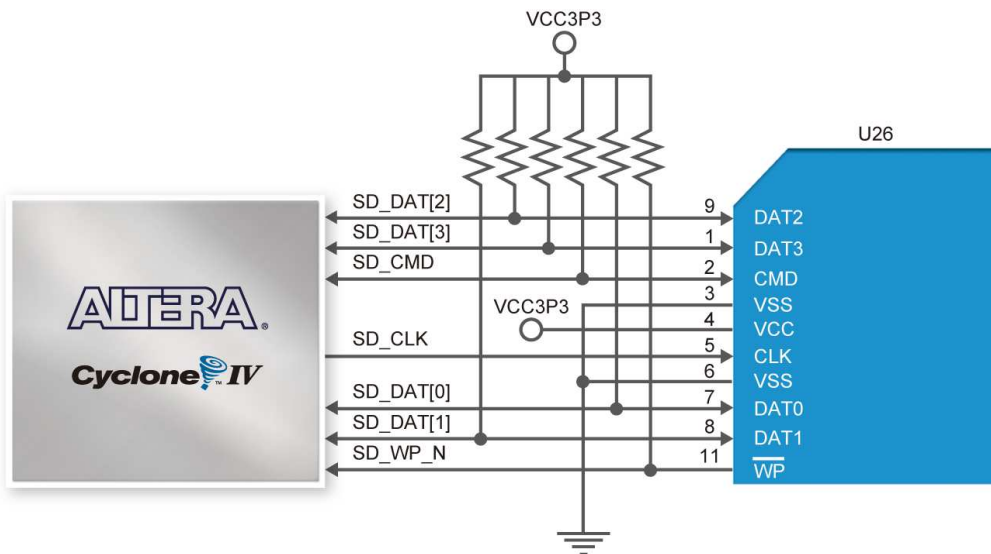 VCC3P3
U26
SD_DAT[2]
9
DAT2
SD_DAT[3]
1
DAT3
SD_CMD
2
CMD
3
VSS
VCC3P3
4
VCC
SD_CLK
5
CLK
6
VSS
SD_DAT[0]
7
DAT0
SD_DAT[1]
8
DAT1
SD_WP_N
11
WP
ALTERA.
Cyclone™ IV